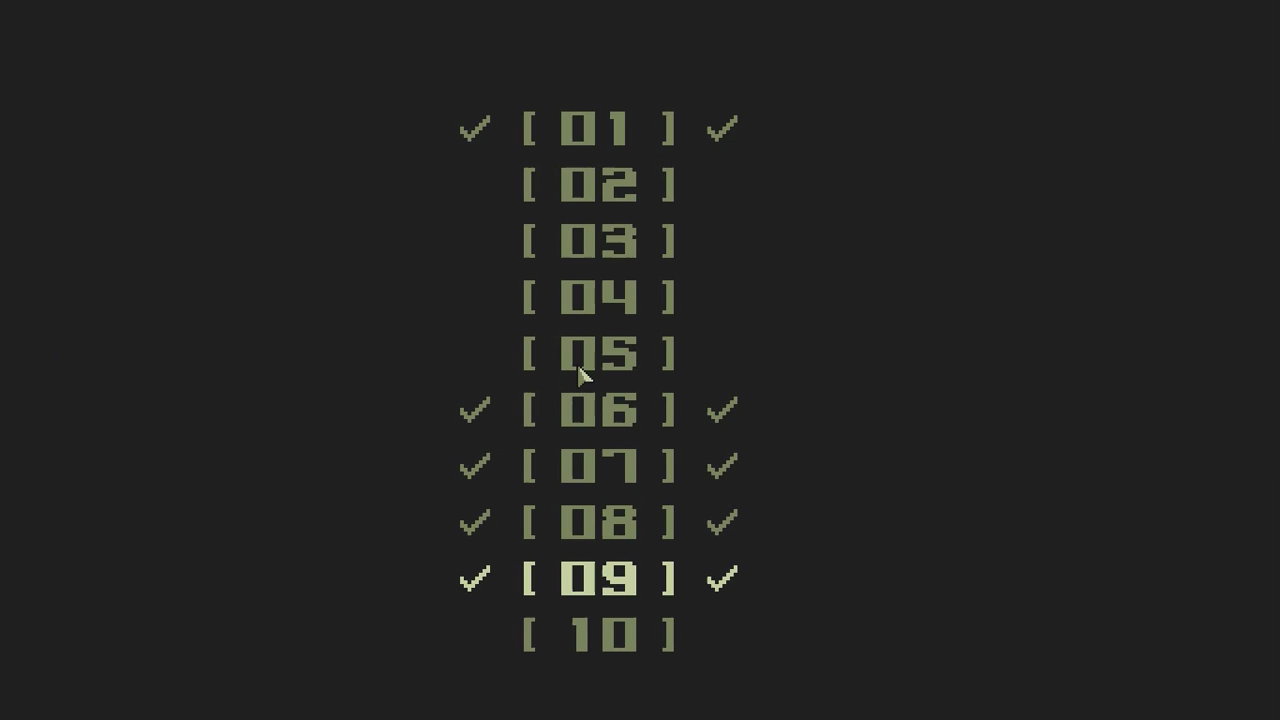 ✓ [ 01 ] ✓
[ 02 ]
[ 03 ]
[ 04 ]
[ 05 ]
✓ [ 06 ] ✓
✓ [ 07 ] ✓
✓ [ 08 ] ✓
✓ [ 09 ] ✓
[ 10 ]